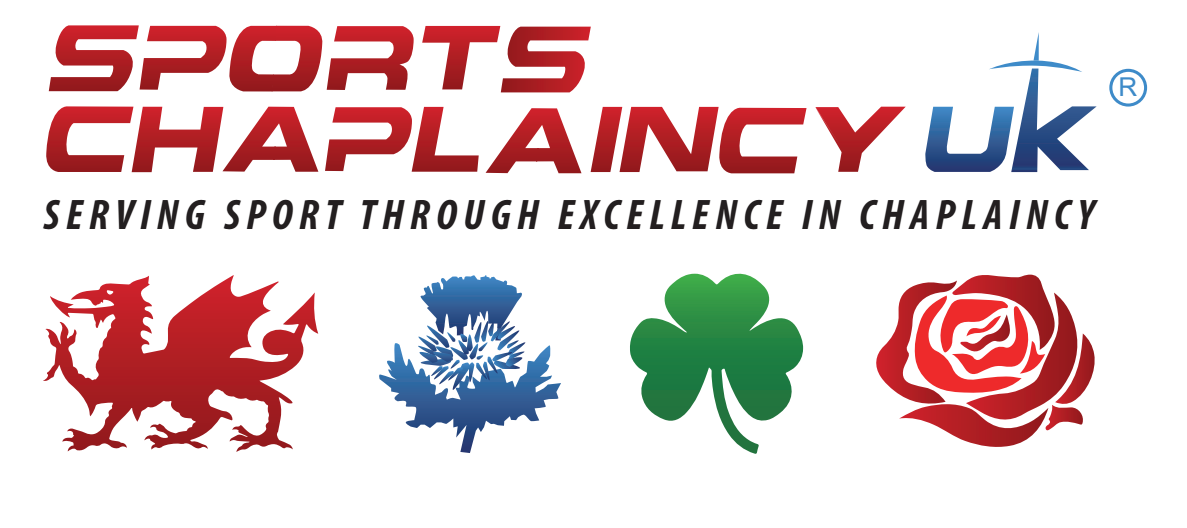 SPORTS
CHAPLAINCY UK ®
SERVING SPORT THROUGH EXCELLENCE IN CHAPLAINCY